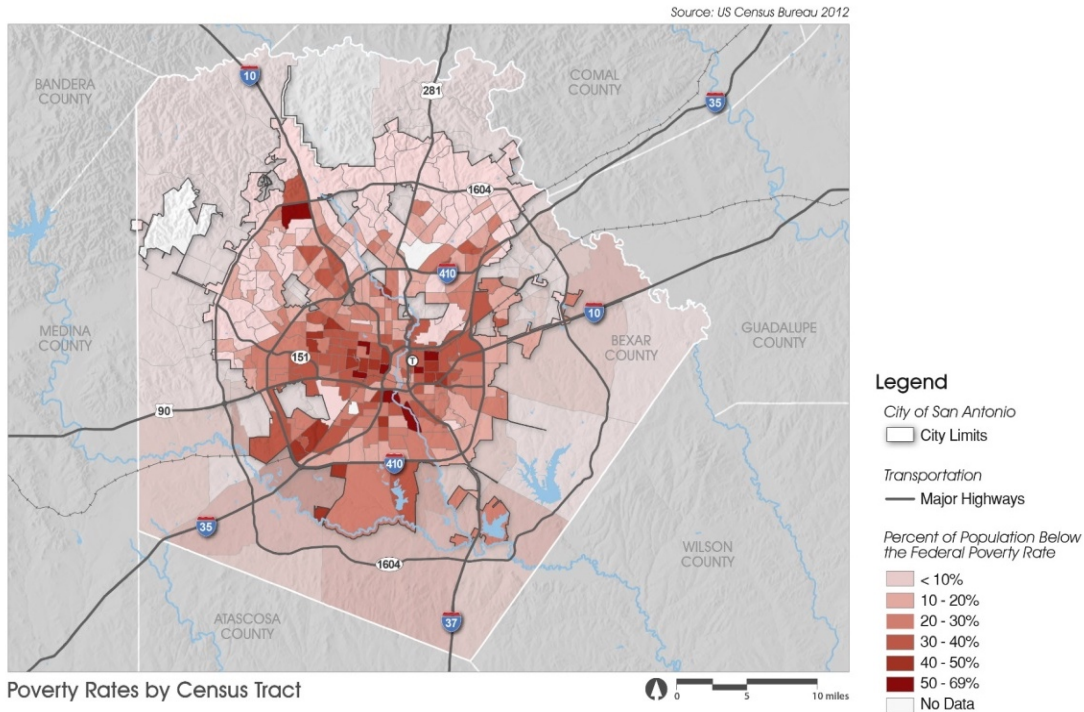 Source: US Census Bureau 2012
BANDERA
COUNTY
10
281
COMAL
COUNTY
35
1604
410
10
MEDINA
COUNTY
151
T
BEXAR
COUNTY
GUADALUPE
COUNTY
90
410
35
1604
WILSON
COUNTY
ATASCOSA
COUNTY
37
Legend
City of San Antonio
City Limits
Transportation
Major Highways
Percent of Population Below
the Federal Poverty Rate
< 10%
10 - 20%
20 - 30%
30 - 40%
40 - 50%
50 - 69%
No Data
Poverty Rates by Census Tract
0 5 10 miles